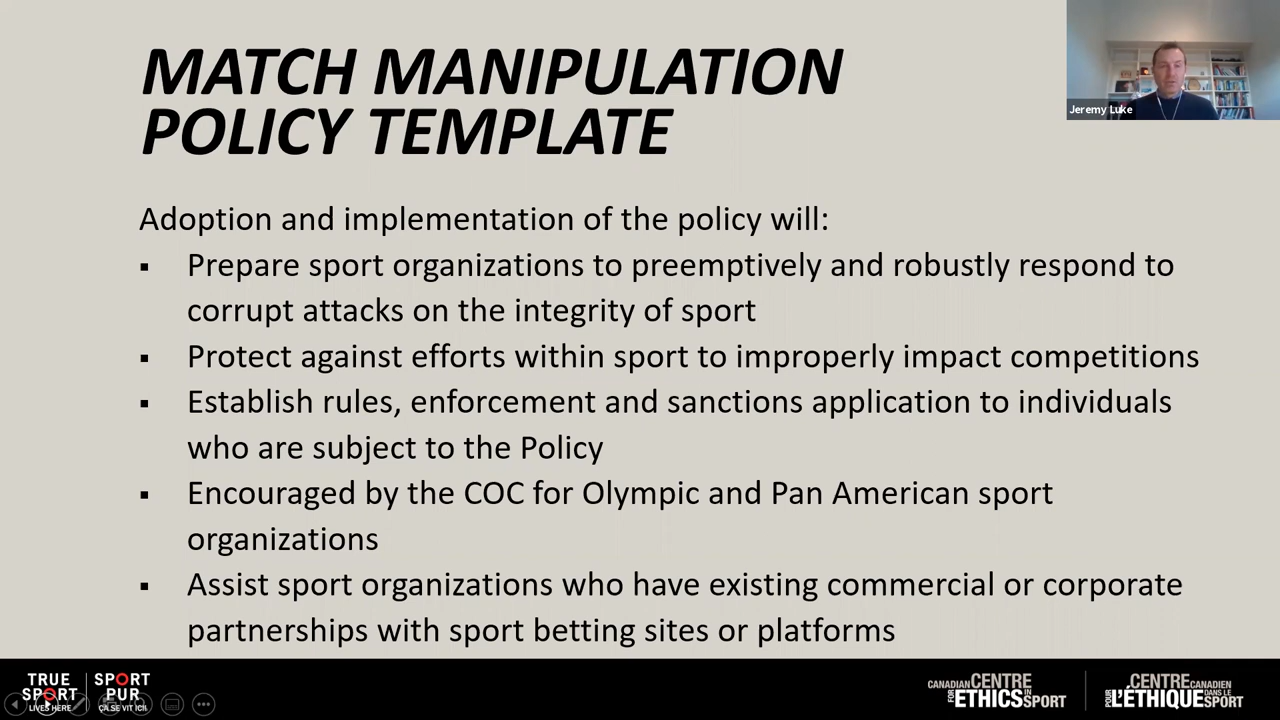 MATCH MANIPULATION
POLICY TEMPLATE
Jeremy Luke
Adoption and implementation of the policy will:
▪ Prepare sport organizations to preemptively and robustly respond to
corrupt attacks on the integrity of sport
▪ Protect against efforts within sport to improperly impact competitions
▪ Establish rules, enforcement and sanctions application to individuals
who are subject to the Policy
▪ Encouraged by the COC for Olympic and Pan American sport
organizations
▪ Assist sport organizations who have existing commercial or corporate
partnerships with sport betting sites or platforms
TRUE
SPORT
LIVES HERE
SPORT
PUR
ÇA SE VIT ICI
CANADIAN CENTRE
FOR ETHICS IN SPORT
CENTRE CANADIEN
POUR L'ÉTHIQUE DANS LE SPORT